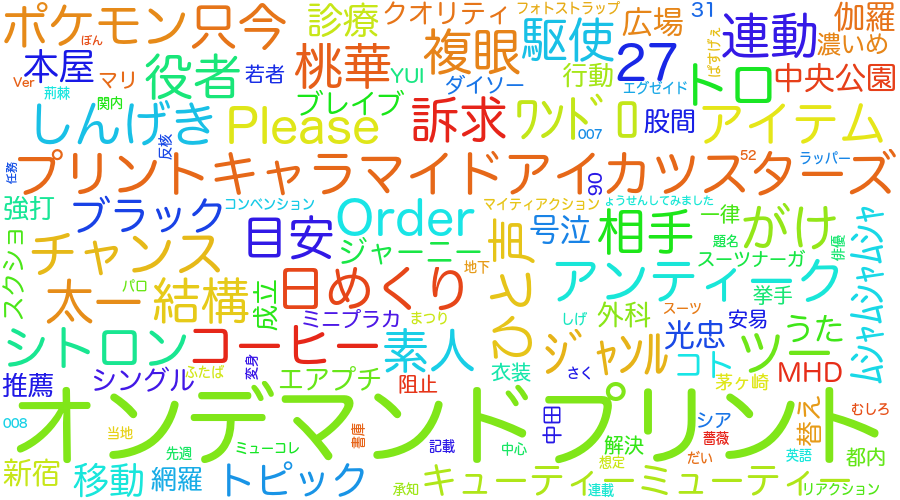 ポケモン
只今
診療
クオリティ
フォトストラップ
広場
31
連動
伽羅
濃いめ
ぼん
本屋
Ver
マリ
荊棘
関内
役者
若者
桃華
YUI
複眼
ダイソー
駆使
行動
27
エグゼイド
ぱすてぇ
トロ
中央公園
しんげき
反核
Please
ブレイブ
訴求
ワンド
007
ロ
股間
アイテム
任務
プリントキャラマイドアイカツスターズ
52
ラッパー
90
強打
ブラック
コンベンション
目安
Order
マイティアクション
ょうせんしてみました
号泣
相手
一律
題名
がけ
俳優
ムシャムシャムシャ
スクショ
チャンス
ジャーニー
地下
ひと声
スーツナーガ
アンティーク
挙手
太一
パロ
結構
成立
日めくり
ミニプラカ
まつり
しげ
外科
スーツ
光忠
安易
うた
シトロン
コーヒー
変身
素人
衣装
さく
ジャンル
コト
ツー
MHD
茅ヶ崎
推薦
シングル
ふたば
エアプチ
阻止
オンデマンドプリント
008
当地
先週
ミューコレ
書庫
記載
中心
中田
シア
薔薇
だい
替え
英語
むしろ
都内
解決
想定
新宿
移動
網羅
トピック
承知
キューティーミューティ
連載
リアクション